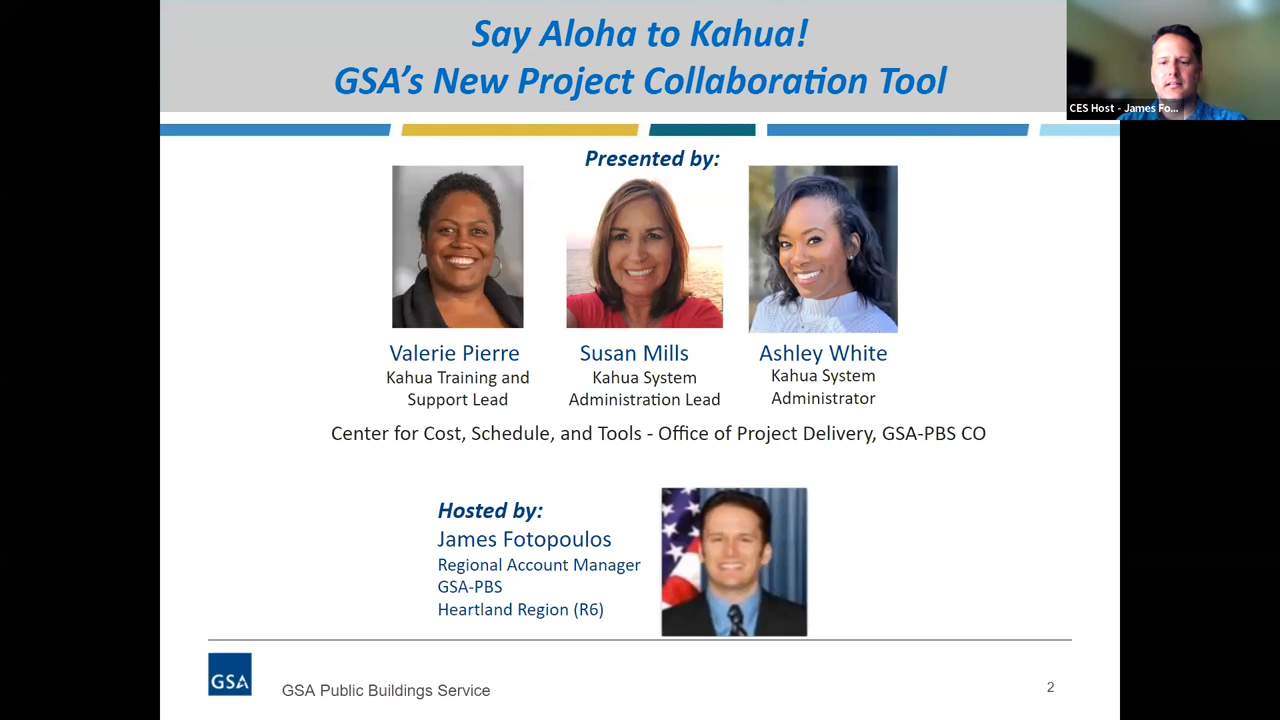 Say Aloha to Kahua!
GSA's New Project Collaboration Tool
CES Host - James Fo...
Presented by:
Valerie Pierre
Kahua Training and
Support Lead
Susan Mills
Kahua System
Administration Lead
Ashley White
Kahua System
Administrator
Center for Cost, Schedule, and Tools - Office of Project Delivery, GSA-PBS CO
Hosted by:
James Fotopoulos
Regional Account Manager
GSA-PBS
Heartland Region (R6)
GSA
GSA Public Buildings Service
2